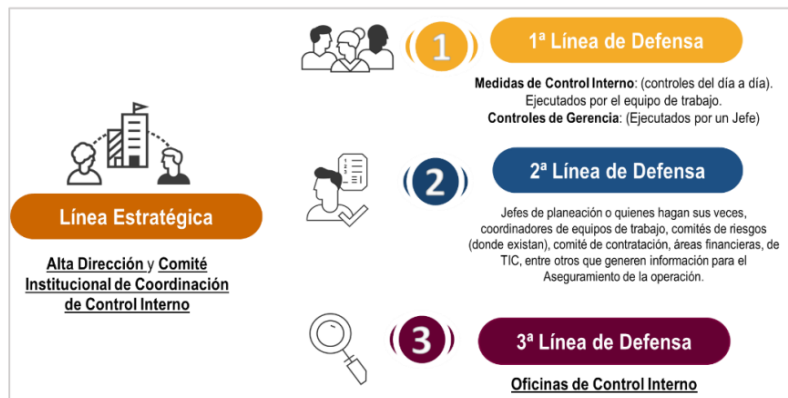 Línea Estratégica
Alta Dirección y Comité
Institucional de Coordinación
de Control Interno
1
1ª Línea de Defensa
Medidas de Control Interno: (controles del día a día).
Ejecutados por el equipo de trabajo.
Controles de Gerencia: (Ejecutados por un Jefe)
2
2ª Línea de Defensa
Jefes de planeación o quienes hagan sus veces,
coordinadores de equipos de trabajo, comités de riesgos
(donde existan), comité de contratación, áreas financieras, de
TIC, entre otros que generen información para el
Aseguramiento de la operación.
3
3ª Línea de Defensa
Oficinas de Control Interno